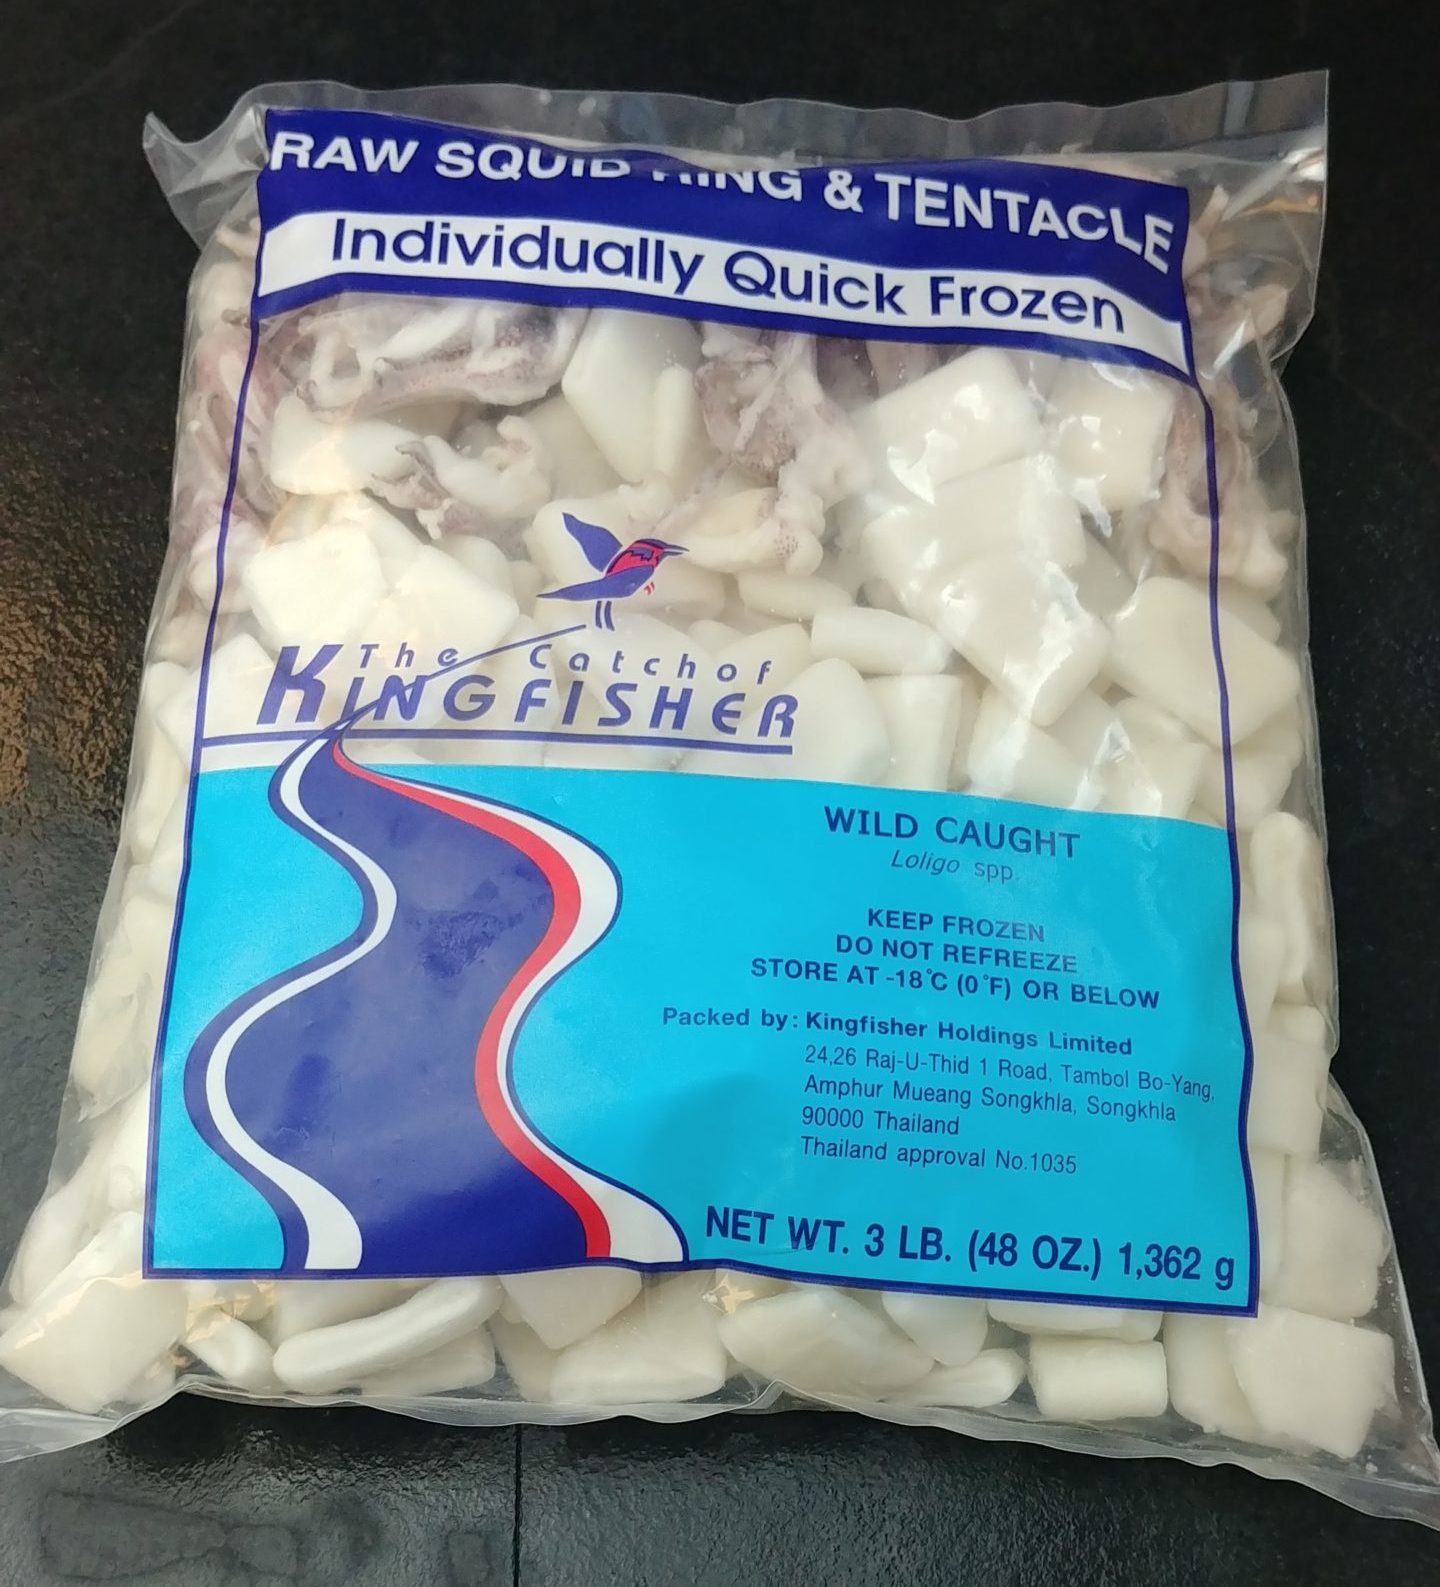 RAW SQUID RING & TENTACLE
Individually Quick Frozen
The Catch of
KINGFISHER
WILD CAUGHT
Loligo spp.
KEEP FROZEN
DO NOT REFREEZE
STORE AT -18°C (0°F) OR BELOW
Packed by: Kingfisher Holdings Limited
24,26 Raj-U-Thid 1 Road, Tambol Bo-Yang,
Amphur Mueang Songkhla, Songkhla
90000 Thailand
Thailand approval No.1035
NET WT. 3 LB. (48 OZ.) 1,362 g